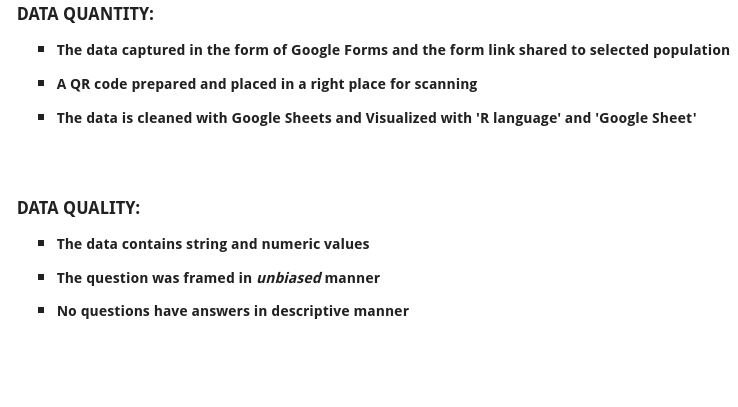 DATA QUANTITY:
The data captured in the form of Google Forms and the form link shared to selected population
A QR code prepared and placed in a right place for scanning
The data is cleaned with Google Sheets and Visualized with 'R language' and 'Google Sheet'
DATA QUALITY:
The data contains string and numeric values
The question was framed in unbiased manner
No questions have answers in descriptive manner